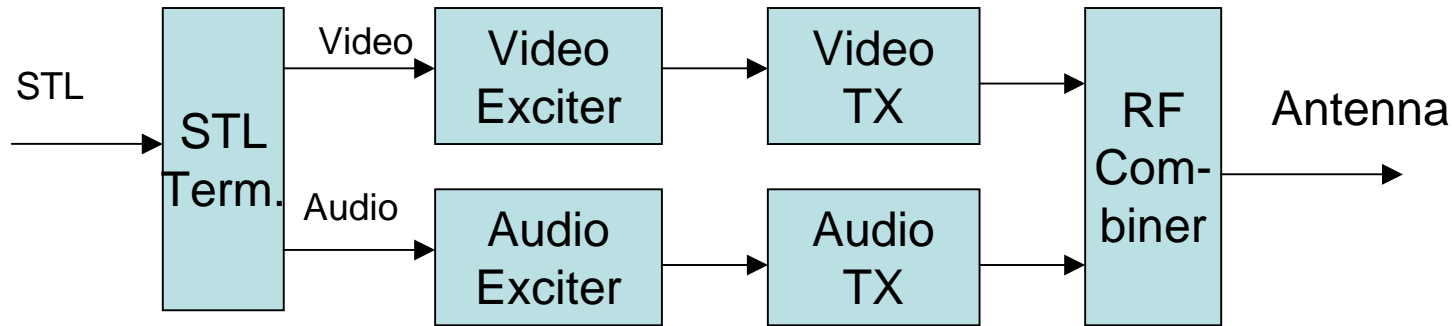 STL
STL
Term.
Video
Audio
Video
Exciter
Video
TX
Audio
Exciter
Audio
TX
RF
Com-
biner
Antenna